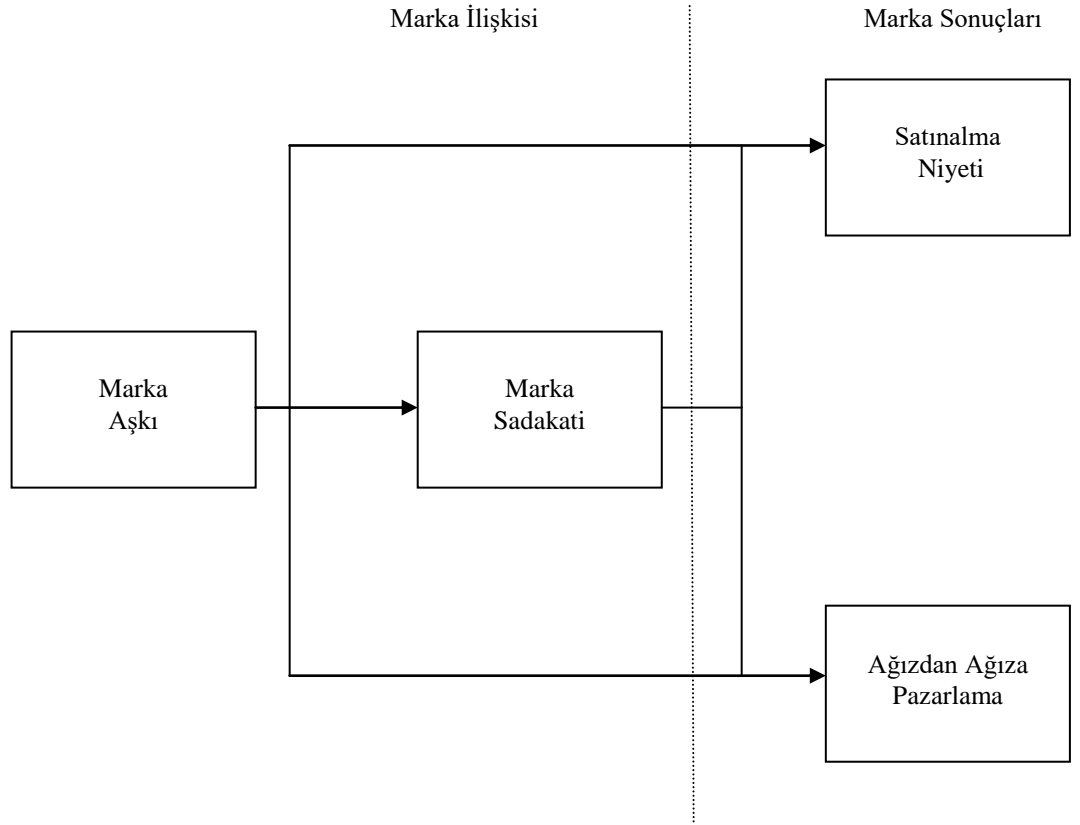 Marka İlişkisi
Marka Sonuçları
Satınalma
Niyeti
Marka
Aşkı
Marka
Sadakati
Ağızdan Ağıza
Pazarlama